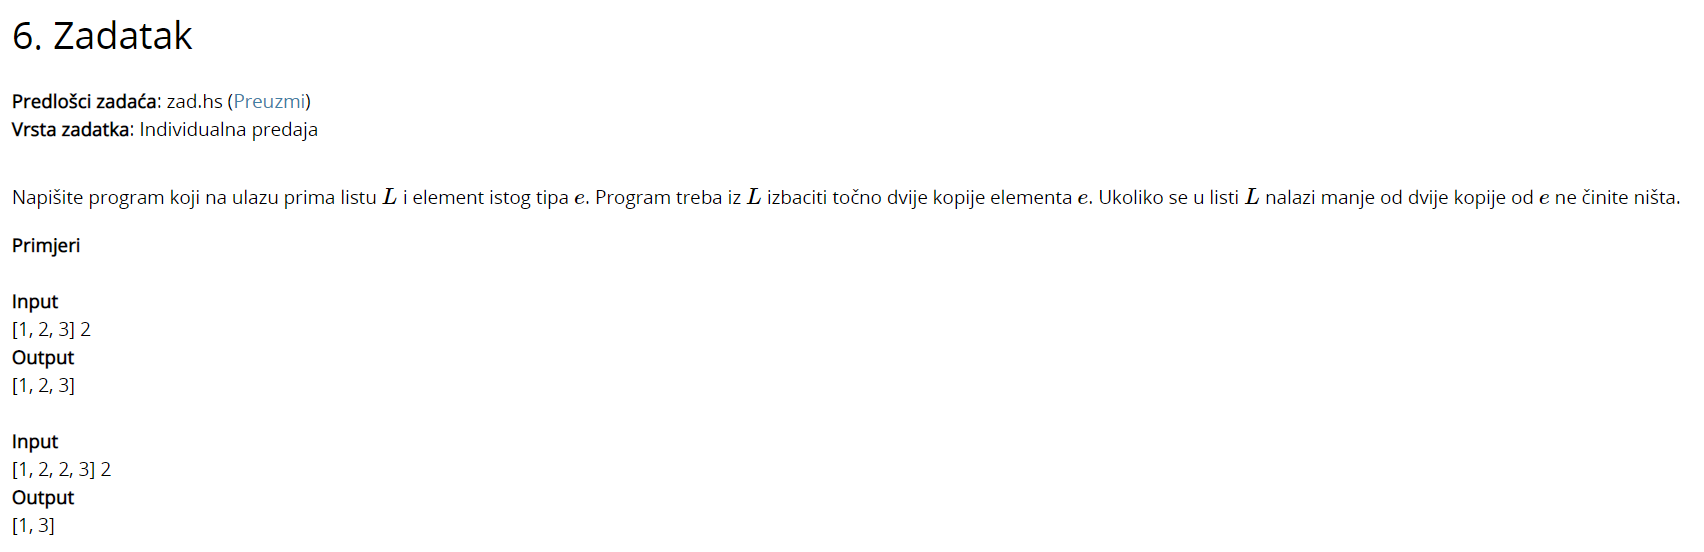 6. Zadatak
Predlošci zadaća: zad.hs (Preuzmi)
Vrsta zadatka: Individualna predaja
Napišite program koji na ulazu prima listu L i element istog tipa e. Program treba iz L izbaciti točno dvije kopije elementa e. Ukoliko se u listi L nalazi manje od dvije kopije od e ne činite ništa.
Primjeri
Input
[1, 2, 3] 2
Output
[1, 2, 3]
Input
[1, 2, 2, 3] 2
Output
[1, 3]